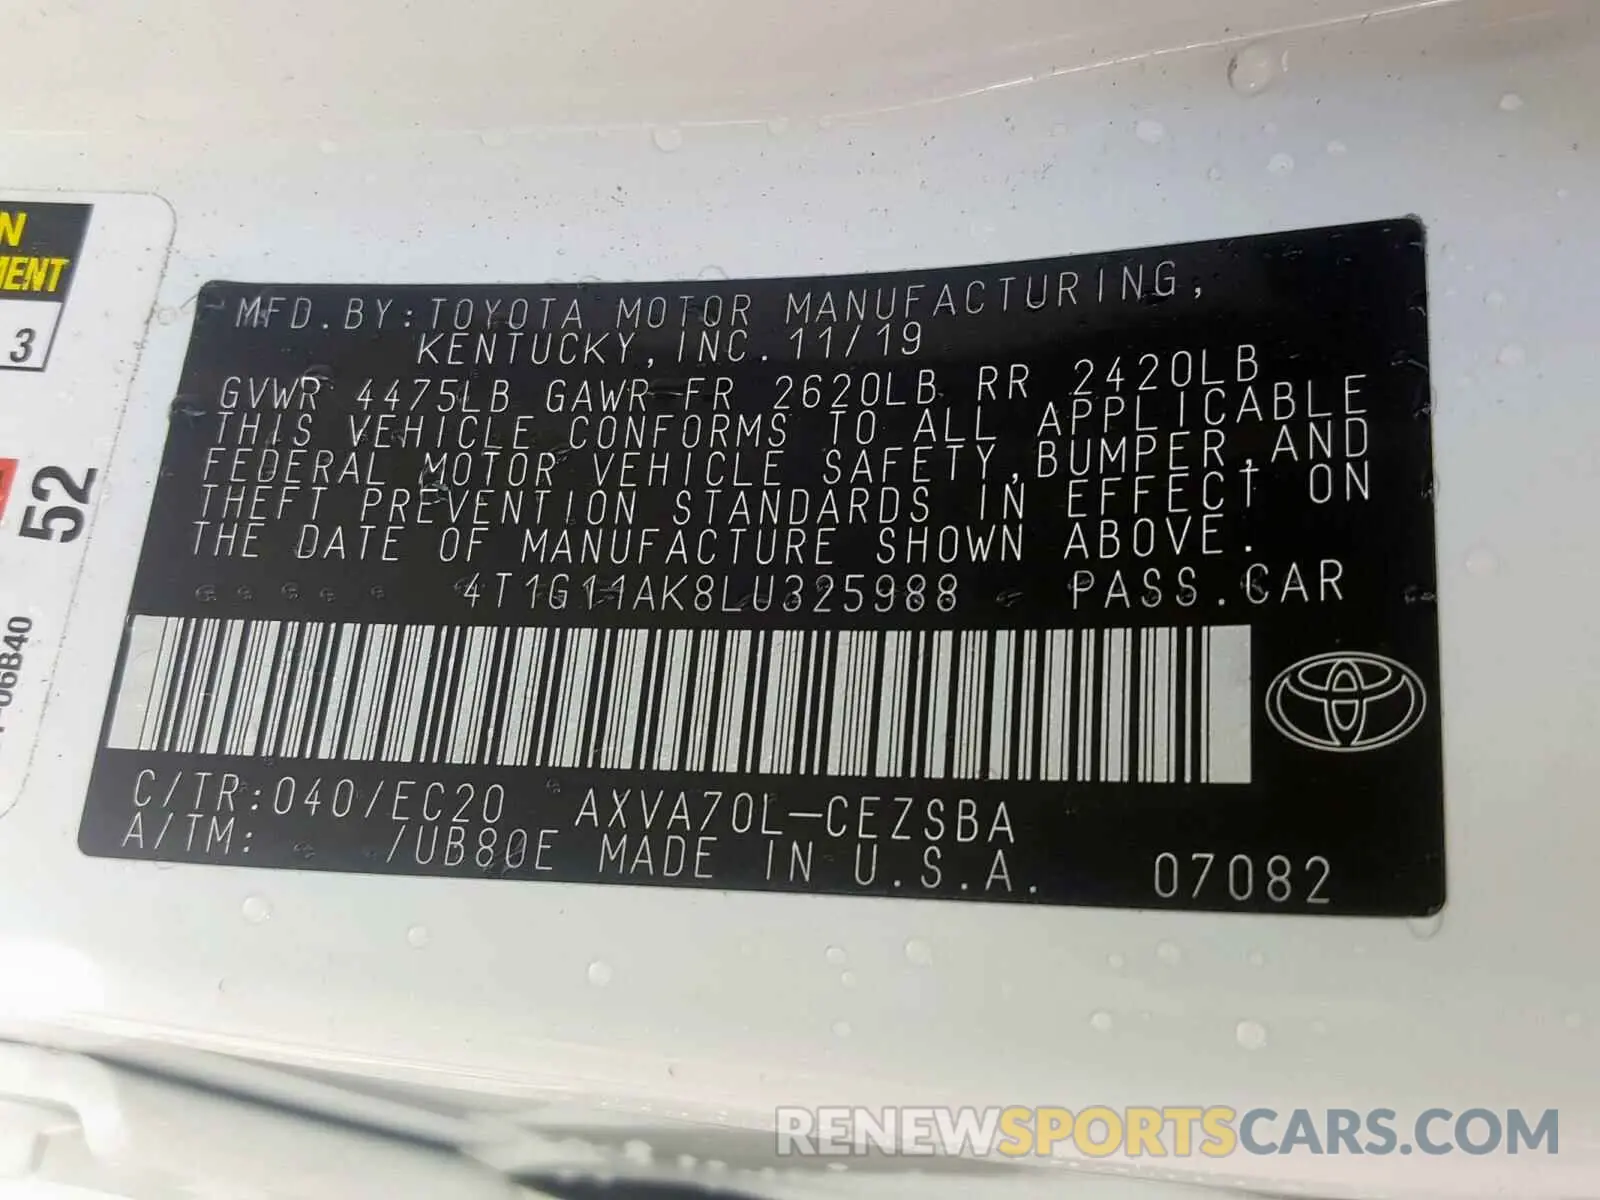 N
MENT
3
52
06B40
MFD.BY:TOYOTA MOTOR MANUFACTURING,
KENTUCKY, INC. 11/19
GVWR 4475LB GAWR FR 2620LB RR 2420LB
THIS VEHICLE CONFORMS TO ALL APPLICABLE
FEDERAL MOTOR VEHICLE SAFETY, BUMPER, AND
THEFT PREVENTION STANDARDS IN EFFECT ON
THE DATE OF MANUFACTURE SHOWN ABOVE.
4T1G11AK8LU325988 PASS.CAR
C/TR:040/EC20 AXVA70L-CEZSBA
A/TM: /UB80E MADE IN U.S.A. 07082
RENEWSPORTSCARS.COM